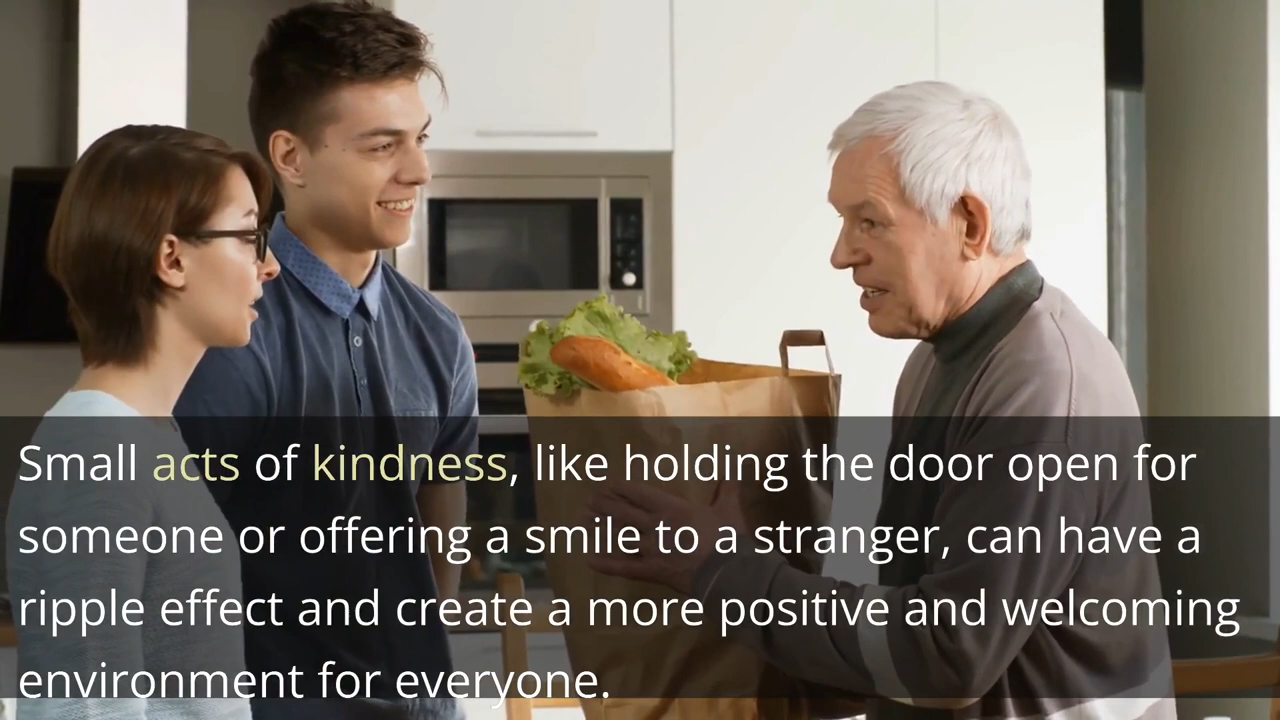 Small acts of kindness, like holding the door open for
someone or offering a smile to a stranger, can have a
ripple effect and create a more positive and welcoming
environment for everyone.